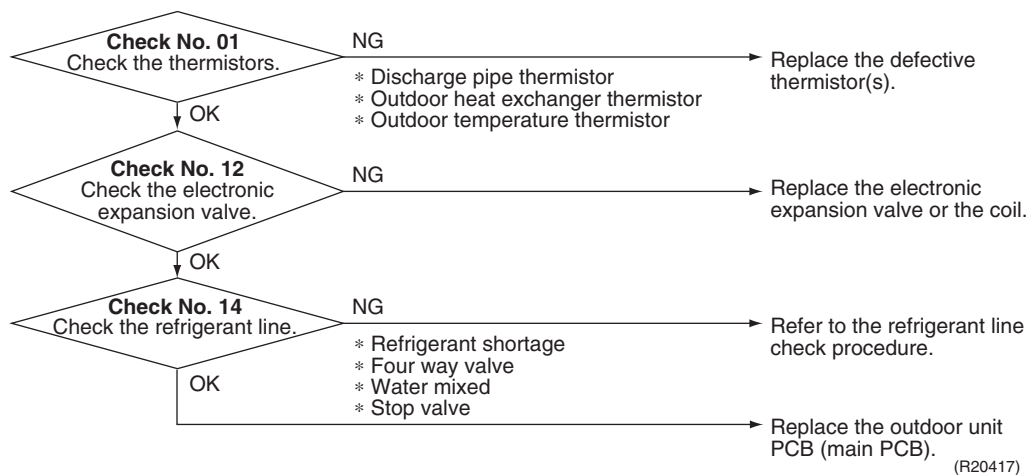 Check No. 01
Check the thermistors.
NG
∗ Discharge pipe thermistor
∗ Outdoor heat exchanger thermistor
∗ Outdoor temperature thermistor
Replace the defective
thermistor(s).
OK
Check No. 12
Check the electronic
expansion valve.
NG
Replace the electronic
expansion valve or the coil.
OK
Check No. 14
Check the refrigerant line.
NG
∗ Refrigerant shortage
∗ Four way valve
∗ Water mixed
∗ Stop valve
Refer to the refrigerant line
check procedure.
OK
Replace the outdoor unit
PCB (main PCB).
(R20417)